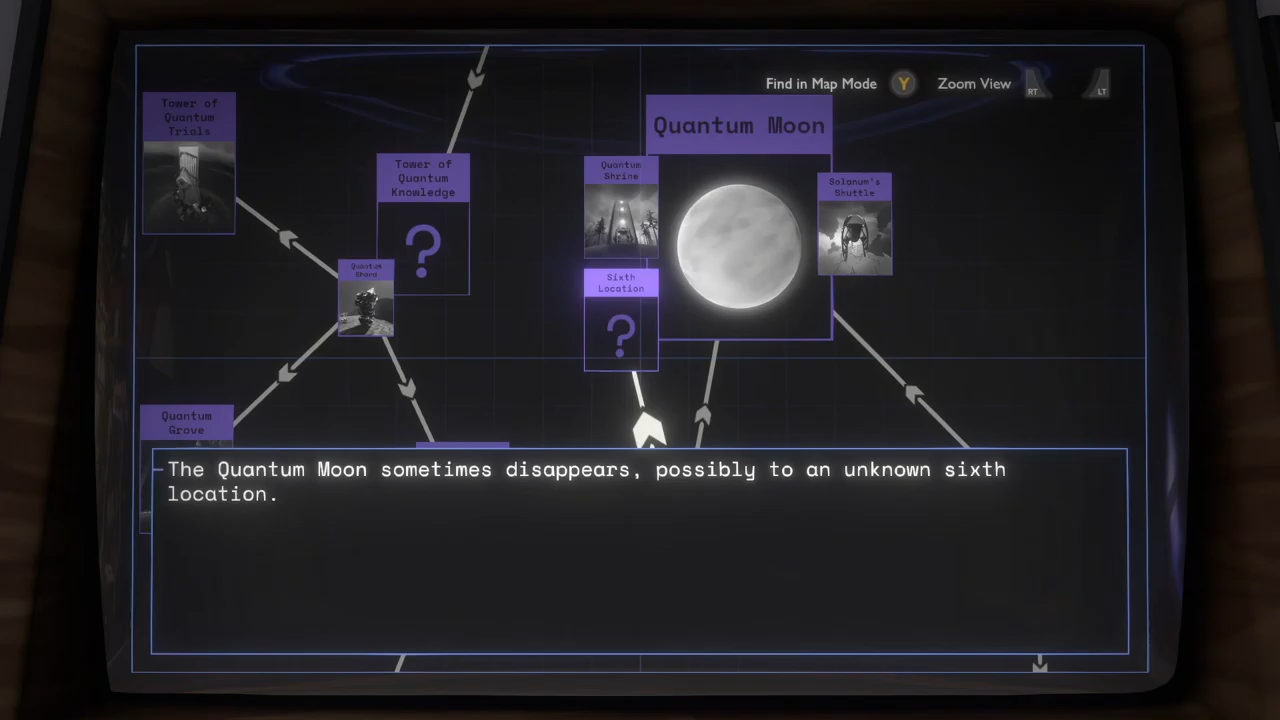 Find in Map Mode Y Zoom View RT LT
Tower of
Quantum
Trials
Tower of
Quantum
Knowledge
?
Quantum Moon
Quantum
Shrine
Solanum's
Shuttle
Quantum
Shard
Sixth
Location
?
Quantum
Grove
The Quantum Moon sometimes disappears, possibly to an unknown sixth
location.